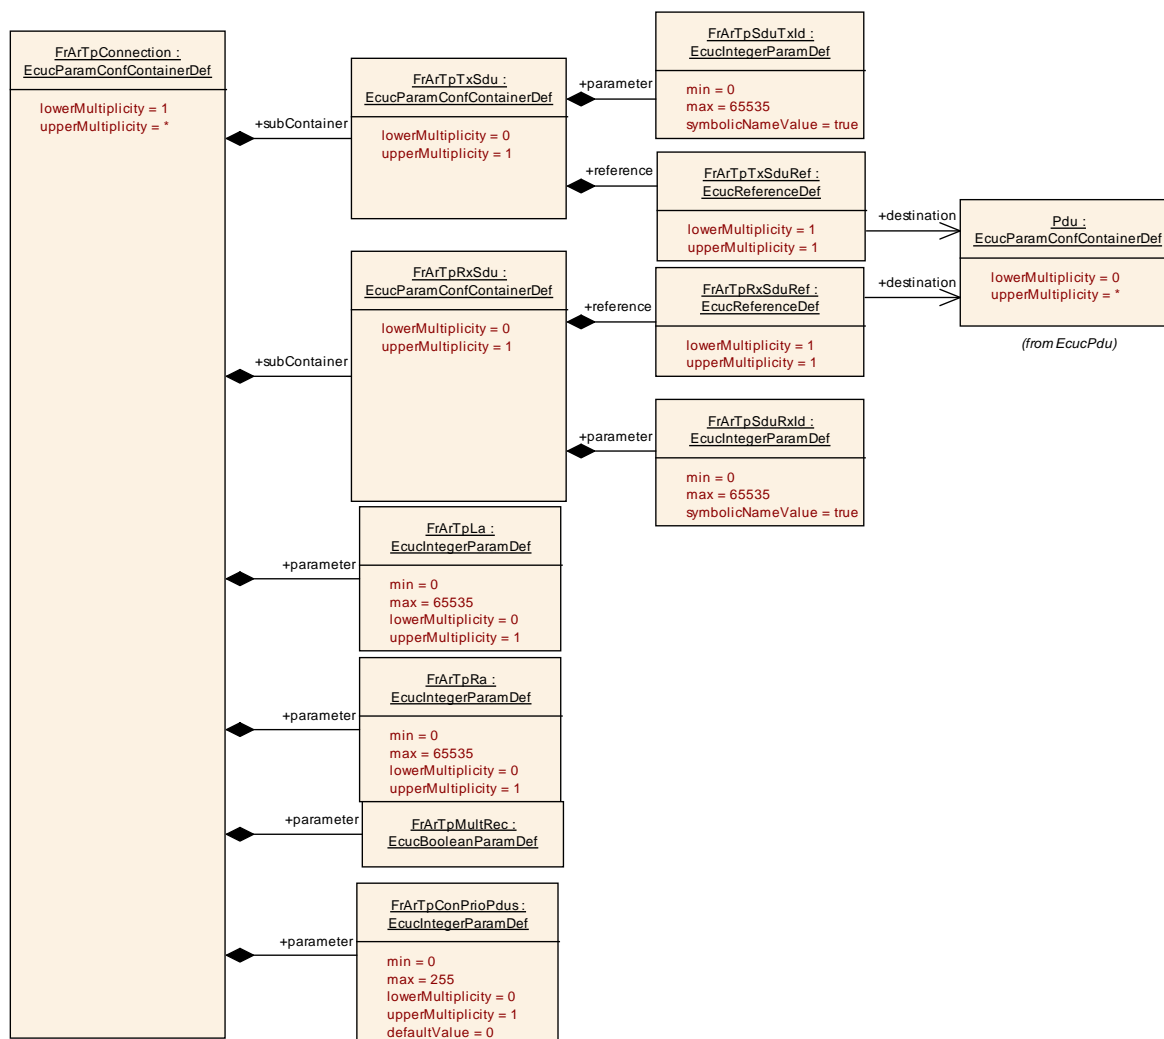 FrArTpConnection :
EcucParamConfContainerDef
lowerMultiplicity = 1
upperMultiplicity = *
+subContainer
FrArTpTxSdu :
EcucParamConfContainerDef
lowerMultiplicity = 0
upperMultiplicity = 1
+parameter
FrArTpSduTxId :
EcucIntegerParamDef
min = 0
max = 65535
symbolicNameValue = true
+reference
FrArTpTxSduRef :
EcucReferenceDef
lowerMultiplicity = 1
upperMultiplicity = 1
+destination
Pdu :
EcucParamConfContainerDef
lowerMultiplicity = 0
upperMultiplicity = *
(from EcucPdu)
+subContainer
FrArTpRxSdu :
EcucParamConfContainerDef
lowerMultiplicity = 0
upperMultiplicity = 1
+reference
FrArTpRxSduRef :
EcucReferenceDef
lowerMultiplicity = 1
upperMultiplicity = 1
+destination
+parameter
FrArTpSduRxId :
EcucIntegerParamDef
min = 0
max = 65535
symbolicNameValue = true
+parameter
FrArTpLa :
EcucIntegerParamDef
min = 0
max = 65535
lowerMultiplicity = 0
upperMultiplicity = 1
+parameter
FrArTpRa :
EcucIntegerParamDef
min = 0
max = 65535
lowerMultiplicity = 0
upperMultiplicity = 1
+parameter
FrArTpMultRec :
EcucBooleanParamDef
+parameter
FrArTpConPrioPdus :
EcucIntegerParamDef
min = 0
max = 255
lowerMultiplicity = 0
upperMultiplicity = 1
defaultValue = 0